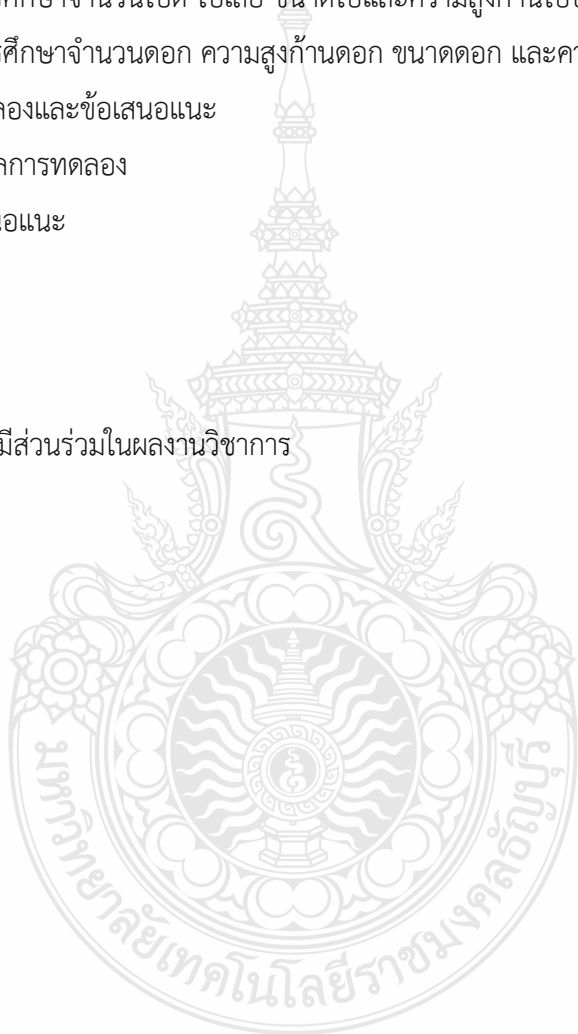 ศึกษาจำนวนใบดี ใบเสีย ขนาดใบและความสูงก้านใบ
ศึกษาจำนวนดอก ความสูงก้านดอก ขนาดดอก และ
ลองและข้อเสนอแนะ
ลการทดลอง
นอแนะ
มีส่วนร่วมในผลงานวิชาการ
มหาวิทยาลัยเทคโนโลยีราชมงคลธัญบุรี